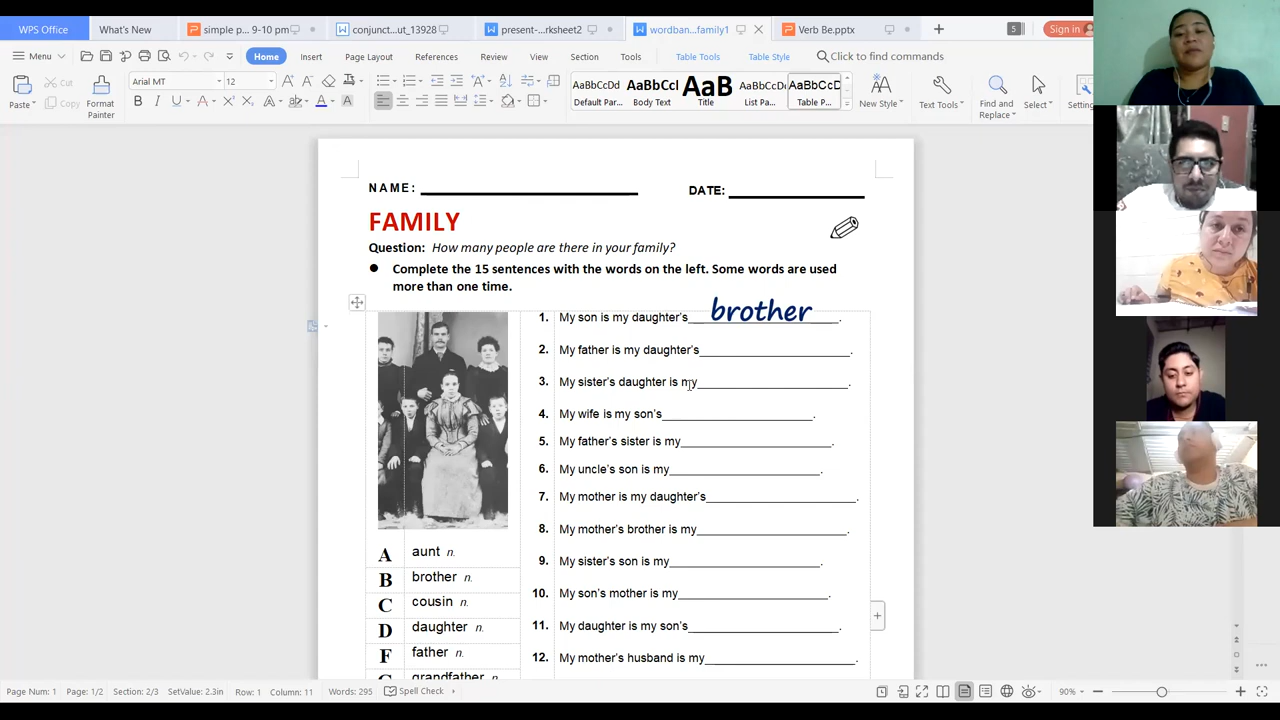 WPS Office
What's New
simple p... 9-10 pm
conjunct...ut_13928
present-...rksheet2
wordban...family1
Verb Be.pptx
5
Sign in
Menu
Home
Insert
Page Layout
References
Review
View
Section
Tools
Table Tools
Table Style
Click to find commands
Paste
Cut
Copy
Format Painter
Arial MT
12
AaBbCcDd
Default Par...
AaBbCcI
Body Text
AaB
Title
AaBbCcD
List Pa...
AaBbCcD
Table P...
New Style
Text Tools
Find and Replace
Select
Setting
NAME:
DATE:
FAMILY
Question: How many people are there in your family?
Complete the 15 sentences with the words on the left. Some words are used
more than one time.
1. My son is my daughter's brother.
2. My father is my daughter's
3. My sister's daughter is my
4. My wife is my son's
5. My father's sister is my
6. My uncle's son is my
7. My mother is my daughter's
8. My mother's brother is my
9. My sister's son is my
10. My son's mother is my
11. My daughter is my son's
12. My mother's husband is my
A aunt n.
B brother n.
C cousin n.
D daughter n.
F father n.
G grandfather n.
Page Num: 1
Page: 1/2
Section: 2/3
SetValue: 2.3in
Row: 1
Column: 11
Words: 295
Spell Check
90%